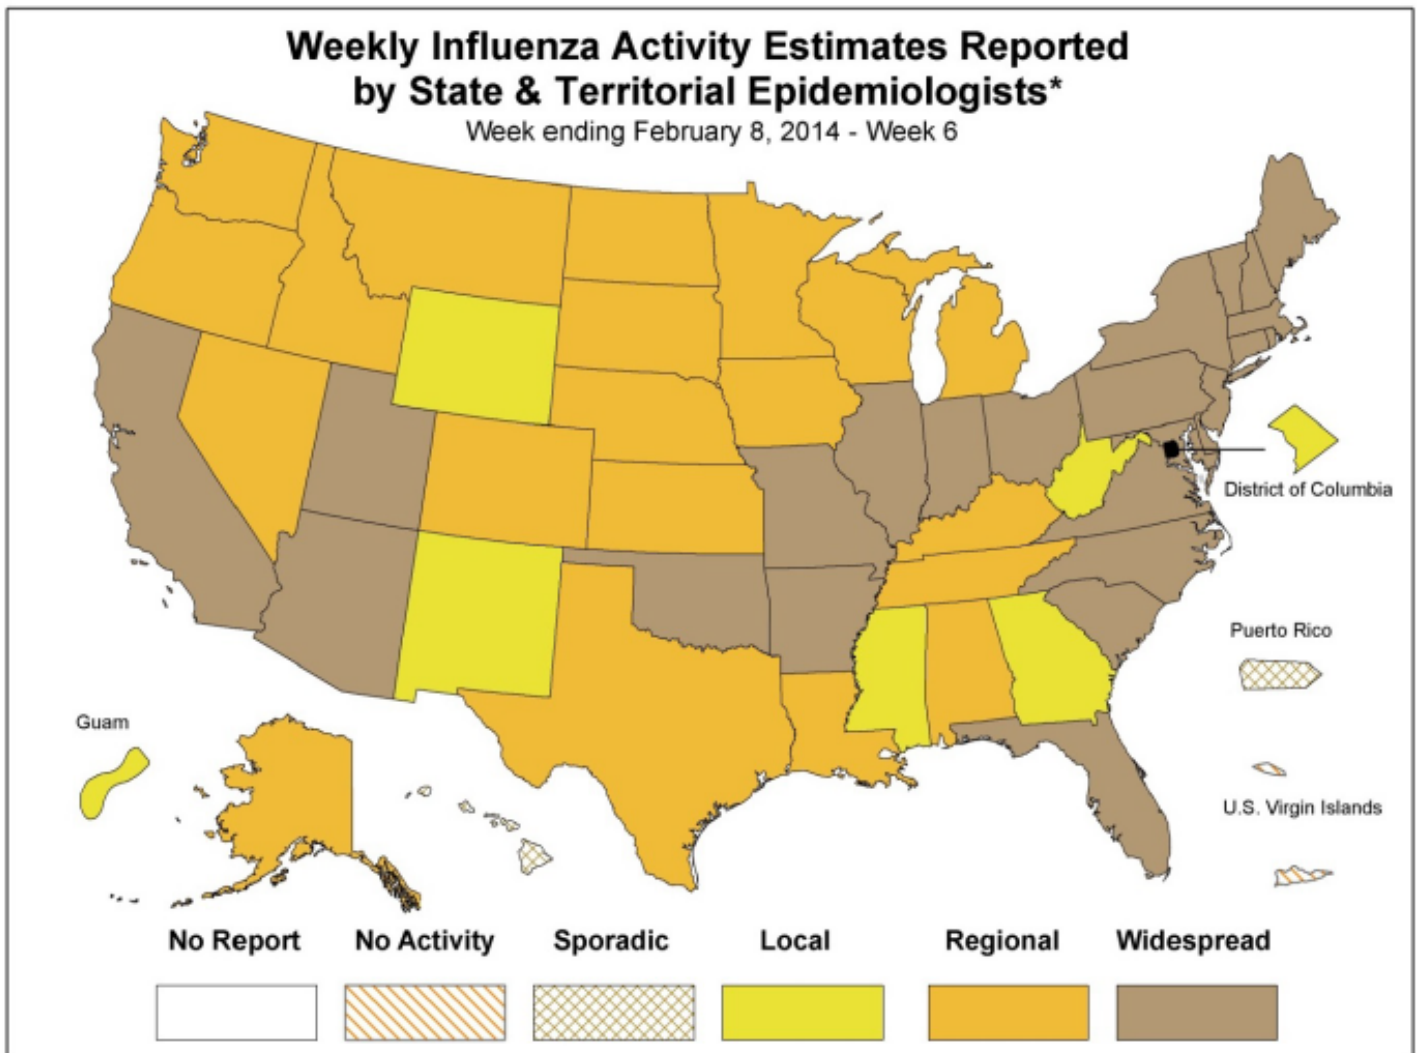 Weekly Influenza Activity Estimates Reported
by State & Territorial Epidemiologists*
Week ending February 8, 2014 - Week 6
District of Columbia
Puerto Rico
Guam
U.S. Virgin Islands
No Report No Activity Sporadic Local Regional Widespread